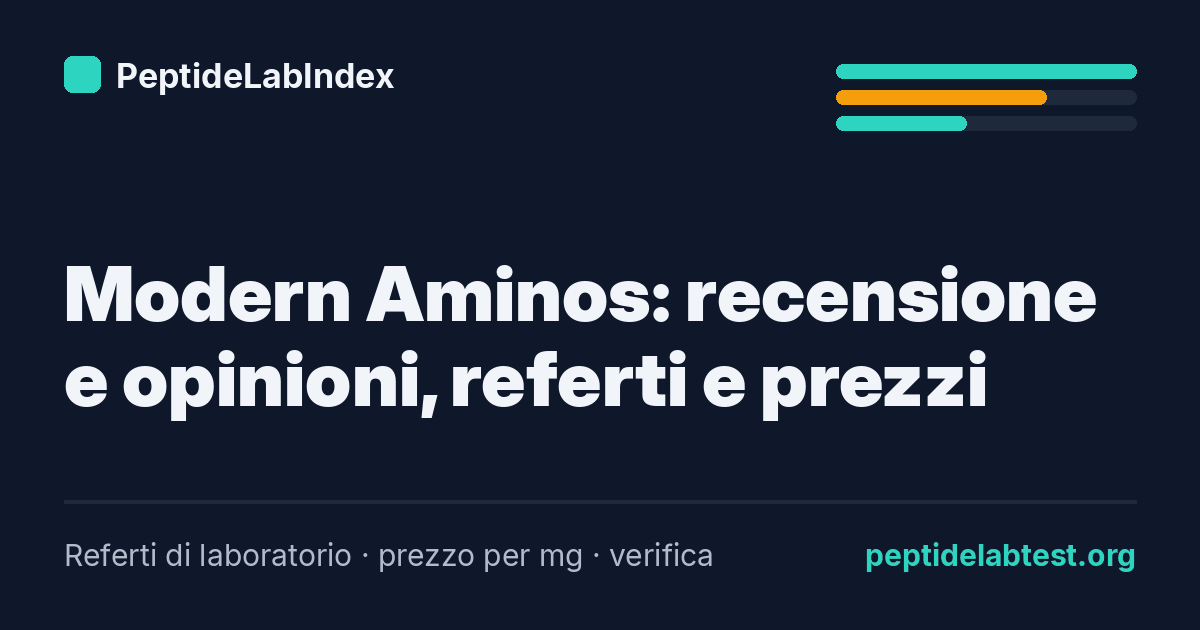 PeptideLabIndex
Modern Aminos: recensione
e opinioni, referti e prezzi
Referti di laboratorio · prezzo per mg · verifica
peptidelabtest.org